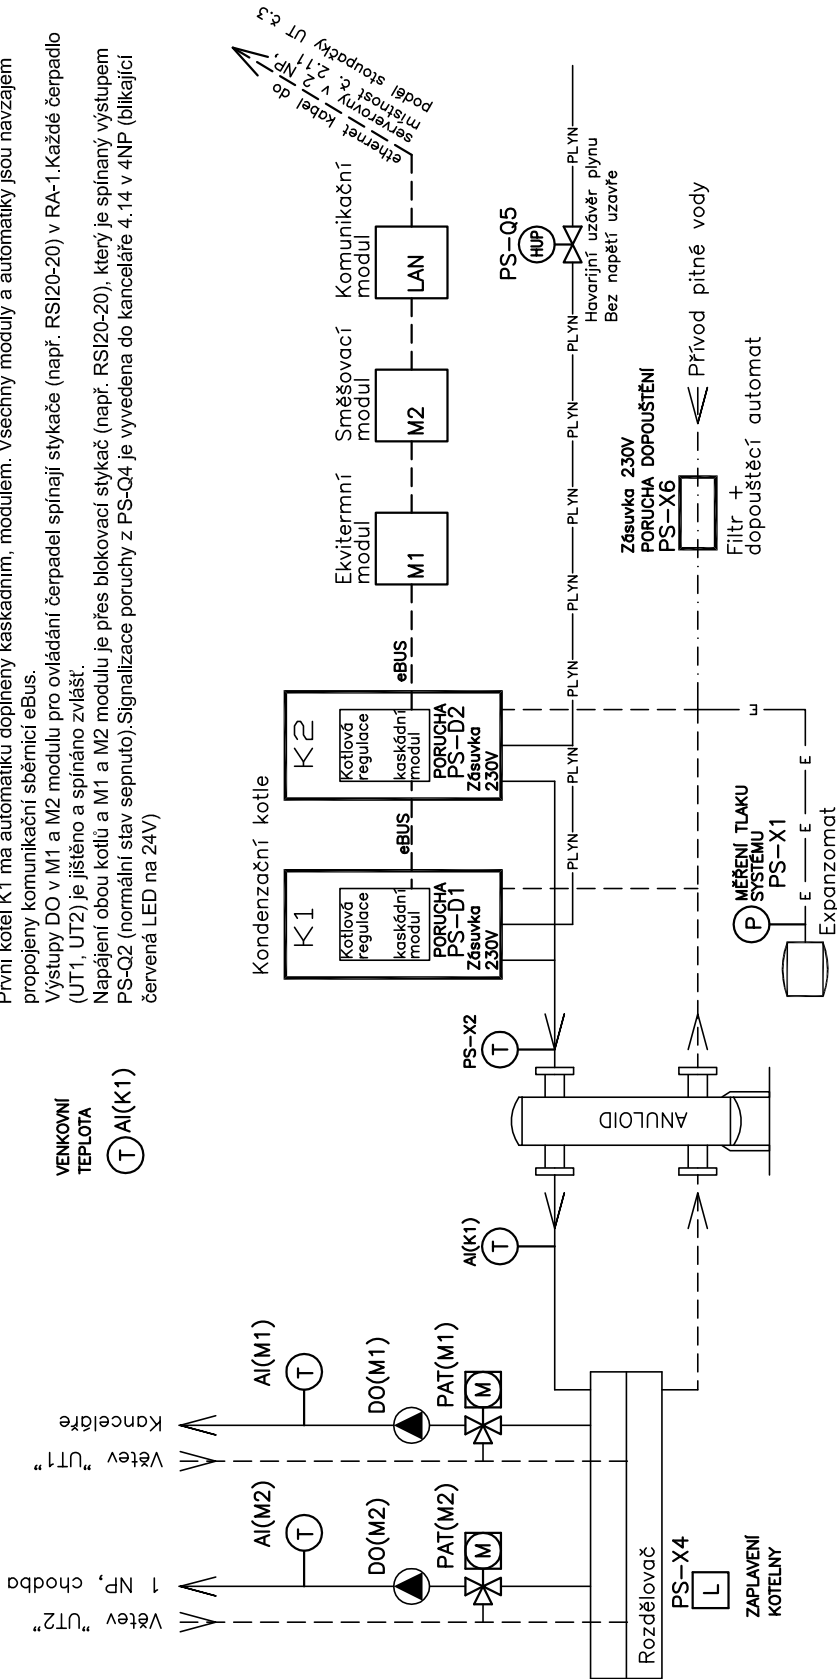 První kotel K1 má automatiku doplněny kaskádním, modulem. Všechny moduly a automatiky jsou navzájem
propojeny komunikační sběrnicí eBus.
Výstupy DO v M1 a M2 modulu pro ovládání čerpadel spínají stykače (např. RSI20-20) v RA-1.Každé čerpadlo
(UT1, UT2) je jištěno a spínáno zvlášť.
Napájení obou kotlů a M1 a M2 modulu je přes blokovací stykač (např. RSI20-20), který je spínaný výstupem
PS-Q2 (normální stav sepnuto).Signalizace poruchy z PS-Q4 je vyvedena do kanceláře 4.14 v 4NP (blikající
červená LED na 24V)
VENKOVNÍ
TEPLOTA
T
AI(K1)
ethernet kabel do
serverovny v 2 NP,
místnost č. 2.11
podél stoupačky UT č.3
Komunikační
modul
LAN
Směšovací
modul
M2
Ekvitermní
modul
M1
eBUS
eBUS
Kondenzační kotle
K1
Kotlová
regulace
kaskádní
modul
PORUCHA
PS-D1
Zásuvka
230V
K2
Kotlová
regulace
kaskádní
modul
PORUCHA
PS-D2
Zásuvka
230V
PS-Q5
HUP
Havarijní uzávěr plynu
Bez napětí uzavře
PLYN
PLYN
PLYN
PLYN
PLYN
PLYN
PLYN
Přívod pitné vody
Zásuvka 230V
PORUCHA DOPOUŠTĚNÍ
PS-X6
Filtr +
dopouštěcí automat
E
E
E
E
MĚŘENÍ TLAKU
SYSTÉMU
PS-X1
P
Expanzomat
PS-X2
T
ANULOID
AI(K1)
T
AI(M1)
T
DO(M1)
PAT(M1)
M
Kanceláře
Větev "UT1"
AI(M2)
T
DO(M2)
PAT(M2)
M
1 NP, chodba
Větev "UT2"
Rozdělovač
PS-X4
L
ZAPLAVENÍ
KOTELNY